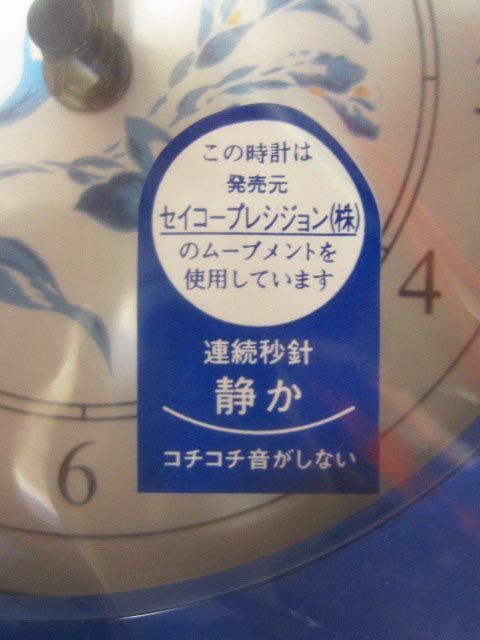 この時計は
発売元
セイコープレシジョン(株)
のムーブメントを
使用しています
4
連続秒針
静か
コチコチ音がしない
6